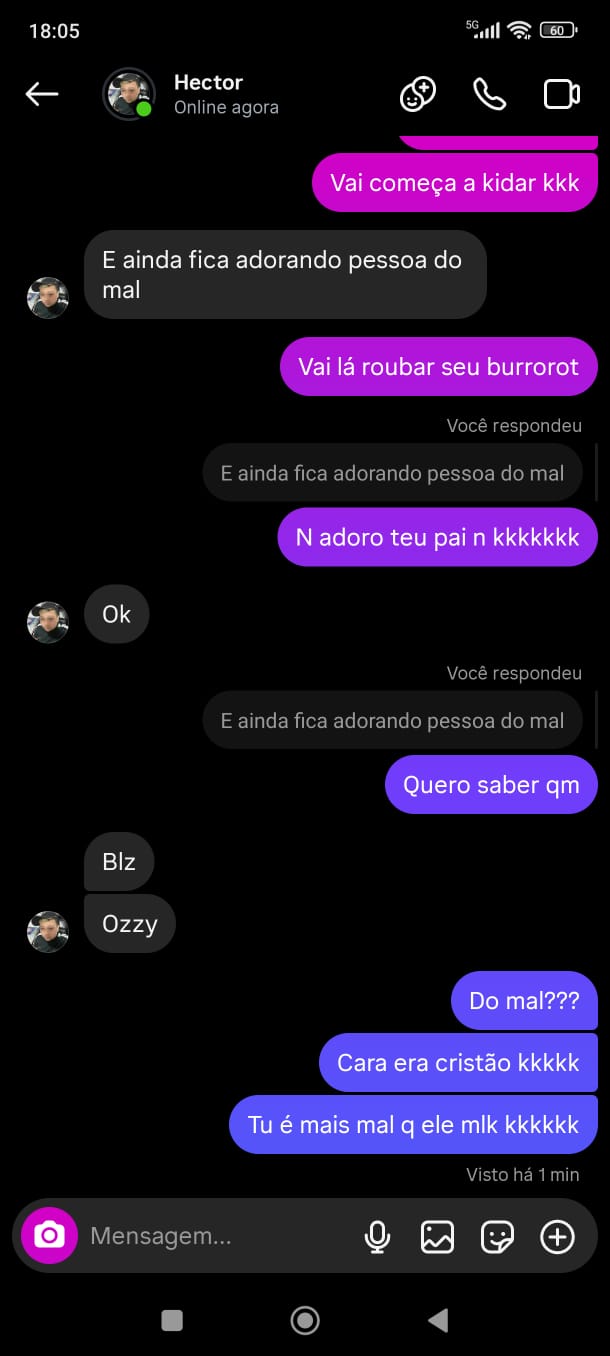 18:05
5G
60
Hector
Online agora
Vai começa a kidar kkk
E ainda fica adorando pessoa do
mal
Vai lá roubar seu burrorot
Você respondeu
E ainda fica adorando pessoa do mal
N adoro teu pai n kkkkkkk
Ok
Você respondeu
E ainda fica adorando pessoa do mal
Quero saber qm
Blz
Ozzy
Do mal???
Cara era cristão kkkkk
Tu é mais mal q ele mlk kkkkkk
Visto há 1 min
Mensagem...